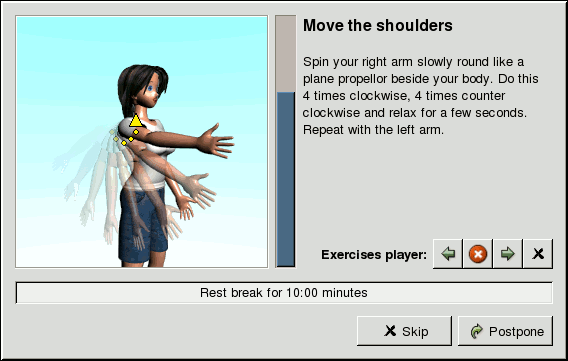 Move the shoulders
Spin your right arm slowly round like a
plane propellor beside your body. Do this
4 times clockwise, 4 times counter
clockwise and relax for a few seconds.
Repeat with the left arm.
Exercises player:
Rest break for 10:00 minutes
Skip
Postpone